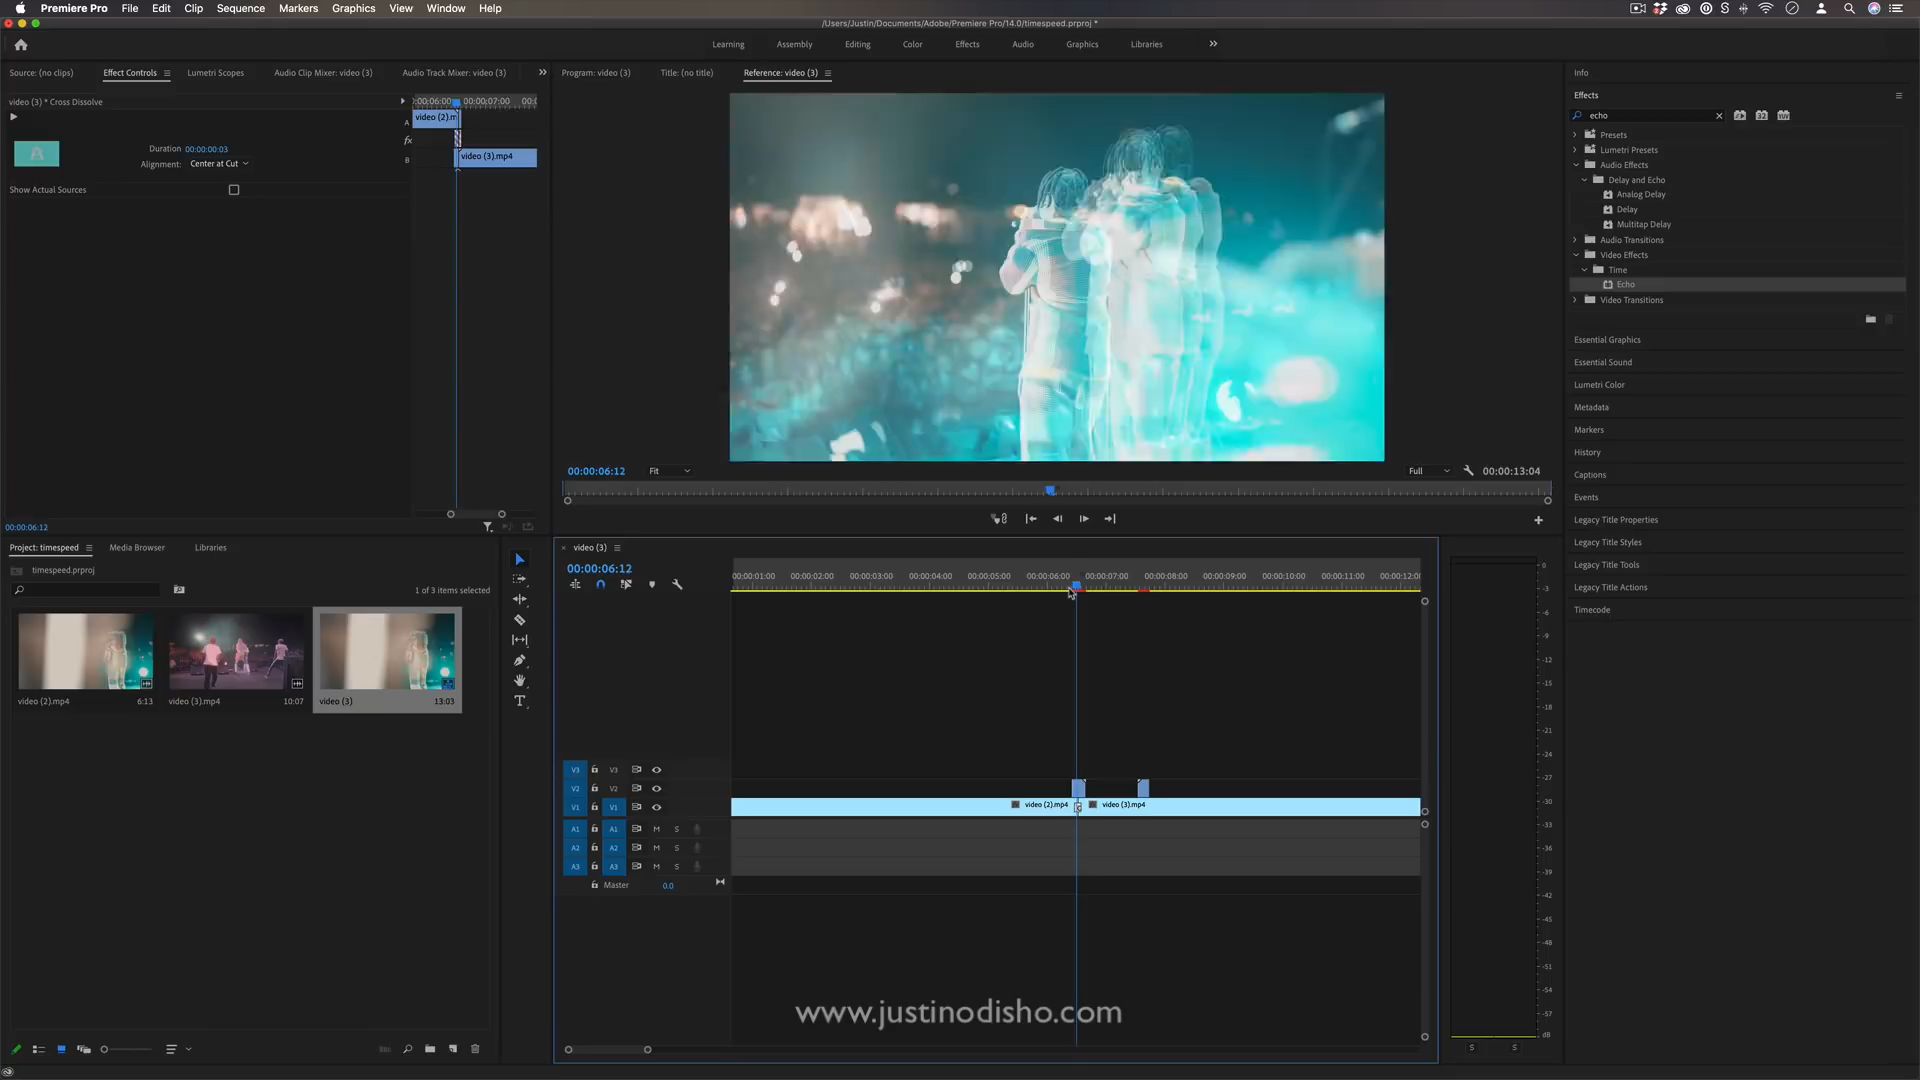 Premiere Pro File Edit Clip Sequence Markers Graphics View Window Help
/Users/Justin/Documents/Adobe/Premiere Pro/14.0/timespeed.prproj *
Learning Assembly Editing Color Effects Audio Graphics Libraries
Source: (no clips) Effect Controls Lumetri Scopes Audio Clip Mixer: video (3) Audio Track Mixer: video (3)
Program: video (3) Title: (no title) Reference: video (3)
Info
Effects
video (3) * Cross Dissolve
00:00:07:00
echo
video (2).m
A
fx
B
video (3).mp4
Duration 00:00:00:03
Alignment: Center at Cut
Show Actual Sources
A
Presets
Lumetri Presets
Audio Effects
Delay and Echo
Analog Delay
Delay
Multitap Delay
Audio Transitions
Video Effects
Time
Echo
Video Transitions
Essential Graphics
Essential Sound
Lumetri Color
Metadata
Markers
History
Captions
Events
Legacy Title Properties
Legacy Title Styles
Legacy Title Tools
Legacy Title Actions
Timecode
00:00:06:12 Fit Full 00:00:13:04
00:00:06:12
Project: timespeed Media Browser Libraries
timespeed.prproj
1 of 3 items selected
video (2).mp4 6:13
video (3).mp4 10:07
video (3) 13:03
video (3)
00:00:06:12
00:00:01:00 00:00:02:00 00:00:03:00 00:00:04:00 00:00:05:00 00:00:06:00 00:00:07:00 00:00:08:00 00:00:09:00 00:00:10:00 00:00:11:00 00:00:12:0
V3 V3
V2 V2
V1 V1 video (2).mp4 video (3).mp4
A1 A1 M S
A2 A2 M S
A3 A3 M S
Master 0.0
0
-3
-6
-9
-12
-15
-18
-21
-24
-27
-30
-33
-36
-39
-42
-45
-48
-51
-54
-57
dB
S S
www.justinodisho.com